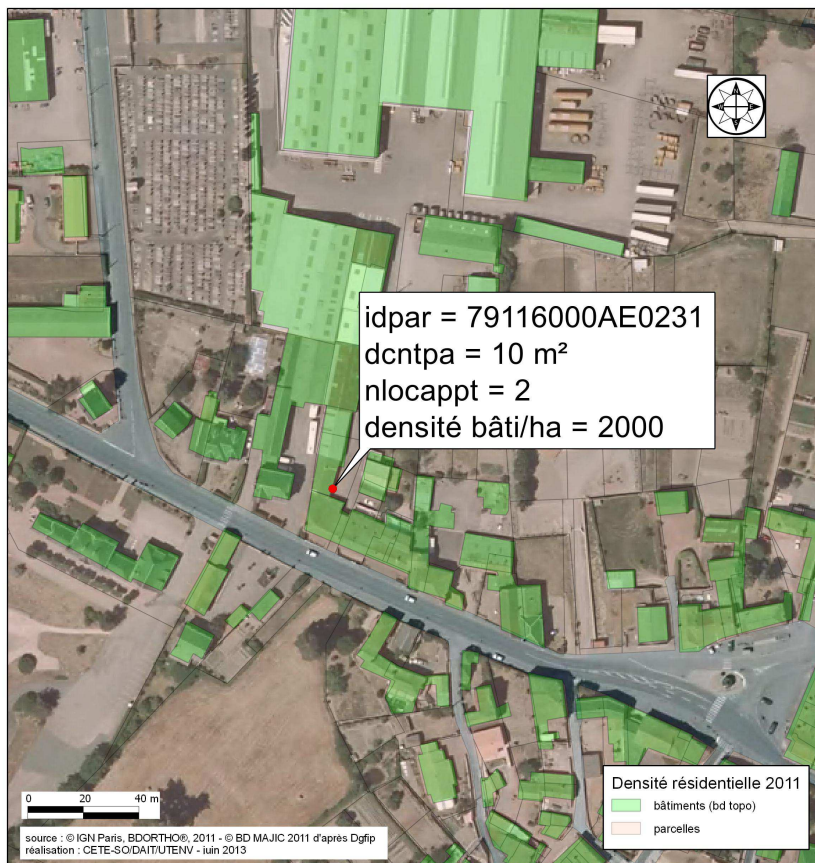 idpar = 79116000AE0231
dcntpa = 10 m²
nlocappt = 2
densité bâti/ha = 2000
0 20 40 m
Densité résidentielle 2011
bâtiments (bd topo)
parcelles
source : © IGN Paris, BDORTHO®, 2011 - © BD MAJIC 2011 d'après Dgfip
réalisation : CETE-SO/DAIT/UTENV - juin 2013